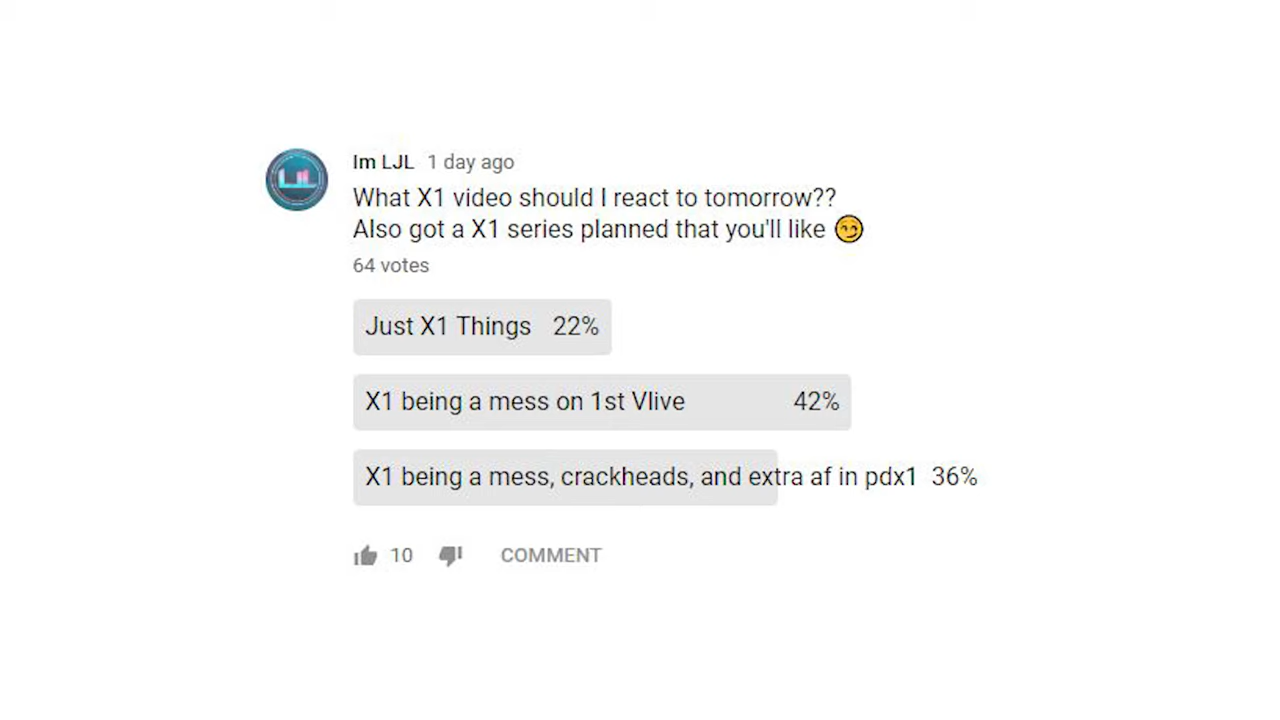 LJL
Im LJL 1 day ago
What X1 video should I react to tomorrow??
Also got a X1 series planned that you'll like 😏
64 votes
Just X1 Things 22%
X1 being a mess on 1st Vlive 42%
X1 being a mess, crackheads, and extra af in pdx1 36%
10 COMMENT